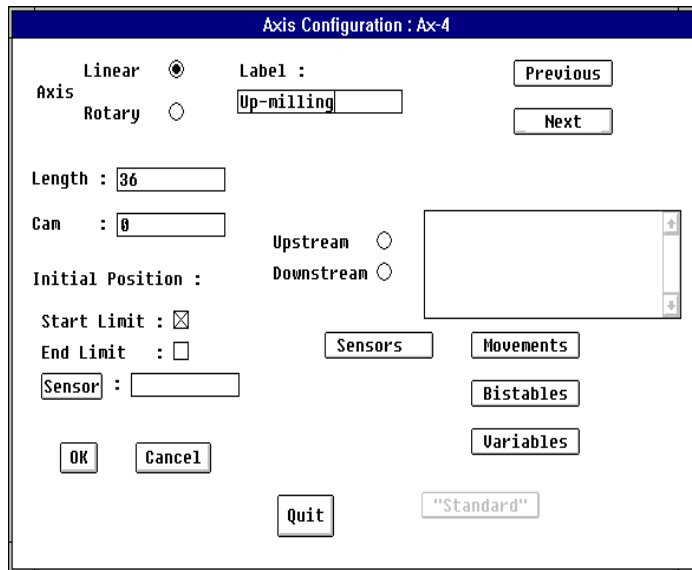 Axis Configuration : Ax-4
Linear
Axis
Rotary
Label :
Up-milling
Previous
Next
Length : 36
Cam : 0
Upstream
Downstream
Initial Position :
Start Limit :
End Limit :
Sensor :
Sensors
Movements
Bistables
Variables
OK
Cancel
Quit
"Standard"